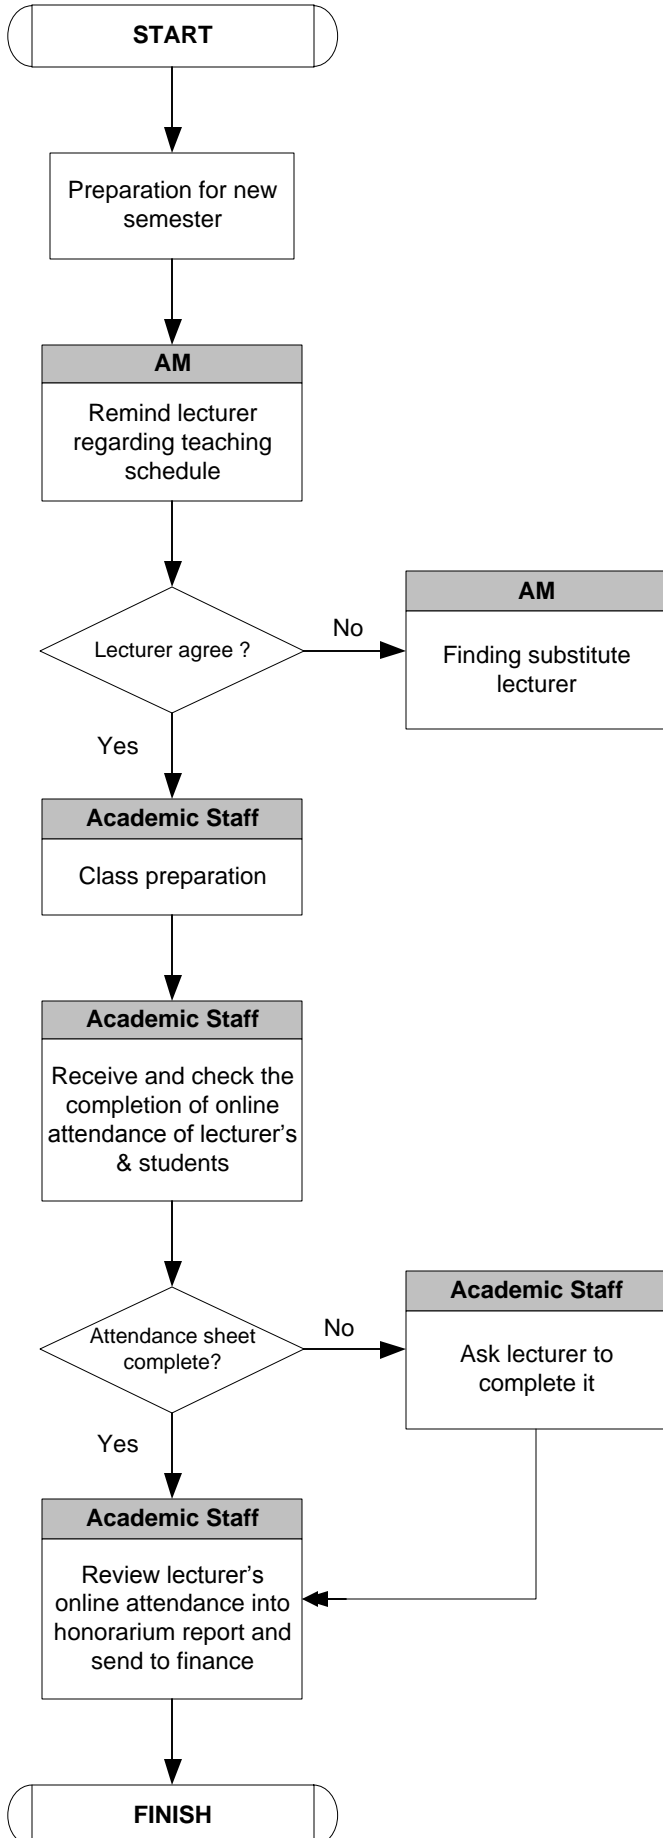 START
Preparation for new
semester
AM
Remind lecturer
regarding teaching
schedule
Lecturer agree ?
No
AM
Finding substitute
lecturer
Yes
Academic Staff
Class preparation
Academic Staff
Receive and check the
completion of online
attendance of lecturer’s
& students
Attendance sheet
complete?
No
Academic Staff
Ask lecturer to
complete it
Yes
Academic Staff
Review lecturer’s
online attendance into
honorarium report and
send to finance
FINISH